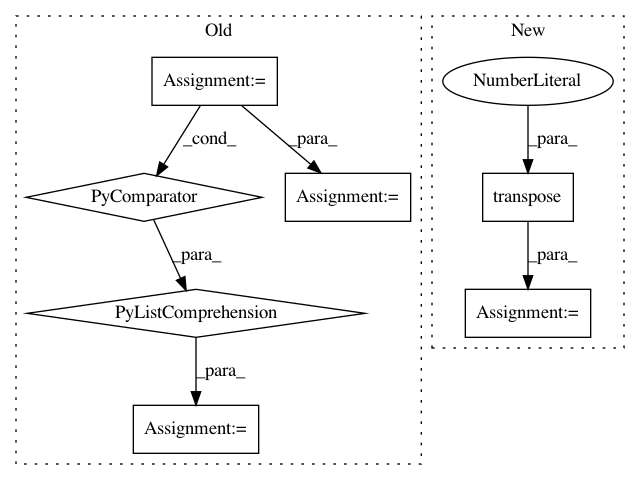 Old
New
Assignment:=
NumberLiteral
_cond_
_para_
_para_
PyComparator
Assignment:=
transpose
_para_
_para_
PyListComprehension
Assignment:=
_para_
Assignment:=